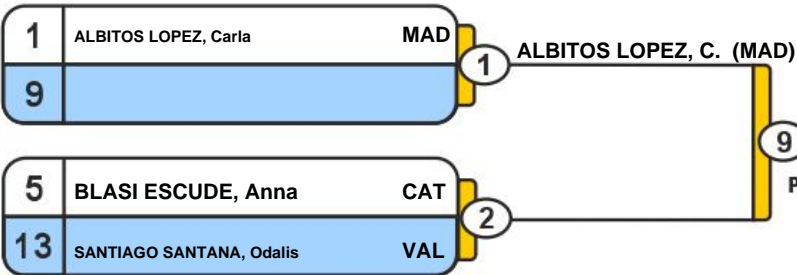 1 ALBITOS LOPEZ, Carla MAD
9
1
ALBITOS LOPEZ, C. (MAD)
9
P
5 BLASI ESCUDE, Anna CAT
13 SANTIAGO SANTANA, Odalis VAL
2